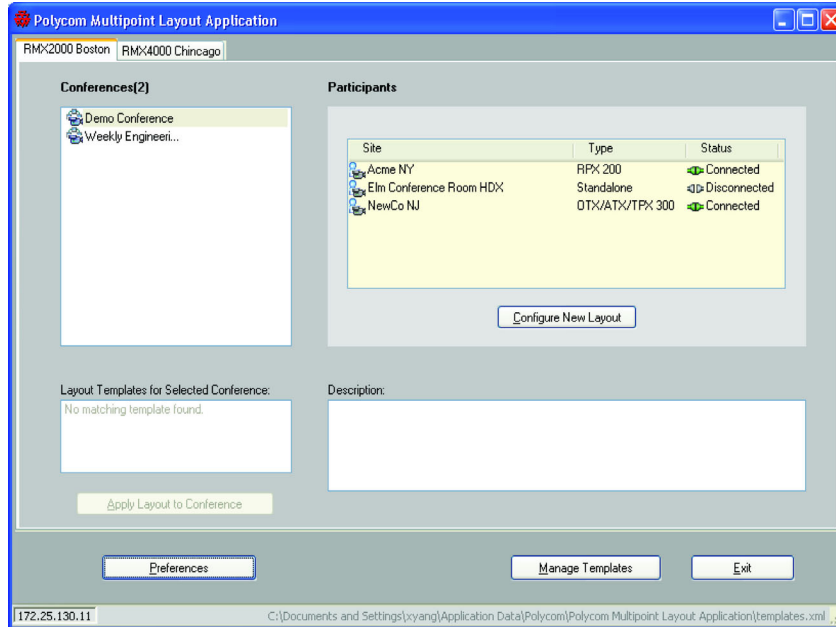 Polycom Multipoint Layout Application
RMX2000 Boston RMX4000 Chincago
Conferences(2)
Demo Conference
Weekly Engineeri...
Participants
Site Type Status
Acme NY RPX 200 Connected
Elm Conference Room HDX Standalone Disconnected
NewCo NJ OTX/ATX/TPX 300 Connected
Configure New Layout
Layout Templates for Selected Conference:
No matching template found.
Description:
Apply Layout to Conference
Preferences Manage Templates Exit
172.25.130.11 C:\Documents and Settings\xyang\Application Data\Polycom\Polycom Multipoint Layout Application\templates.xml